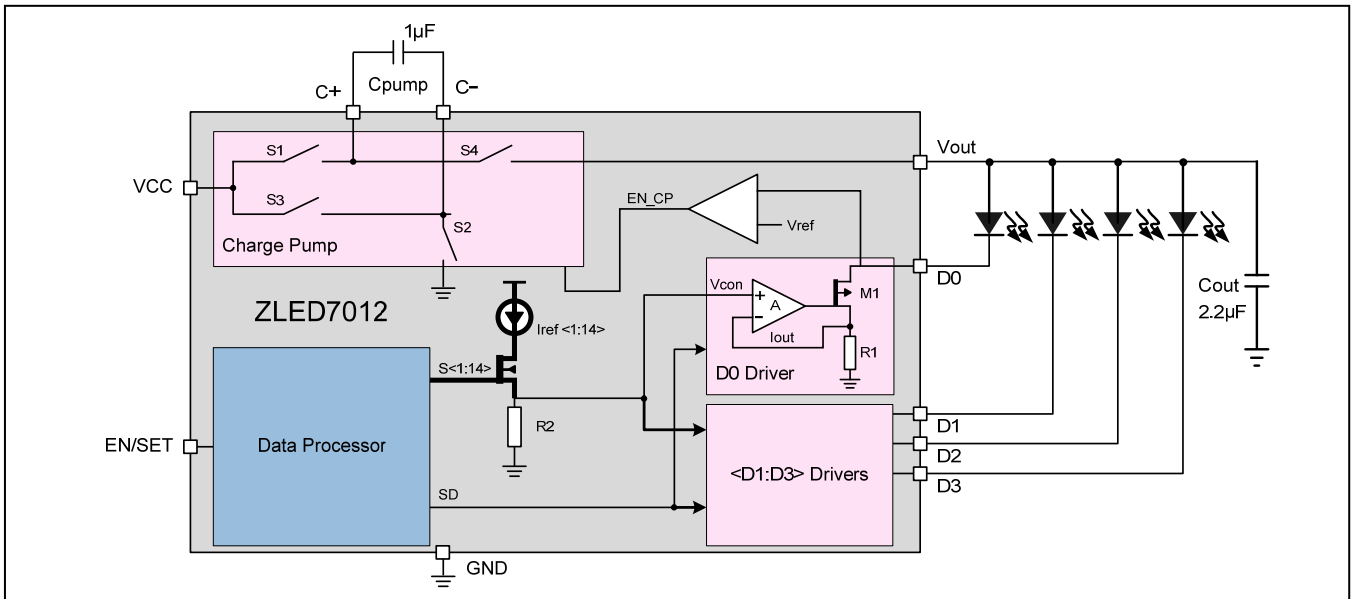 1µF
Cpump
C+
C-
S1
S4
Vout
VCC
S3
EN_CP
Vref
S2
Charge Pump
D0
Vcon
+
A
M1
-
Iout
R1
D0 Driver
Cout
2.2µF
ZLED7012
Iref <1:14>
S<1:14>
R2
EN/SET
Data Processor
D1
D2
<D1:D3> Drivers
D3
SD
GND